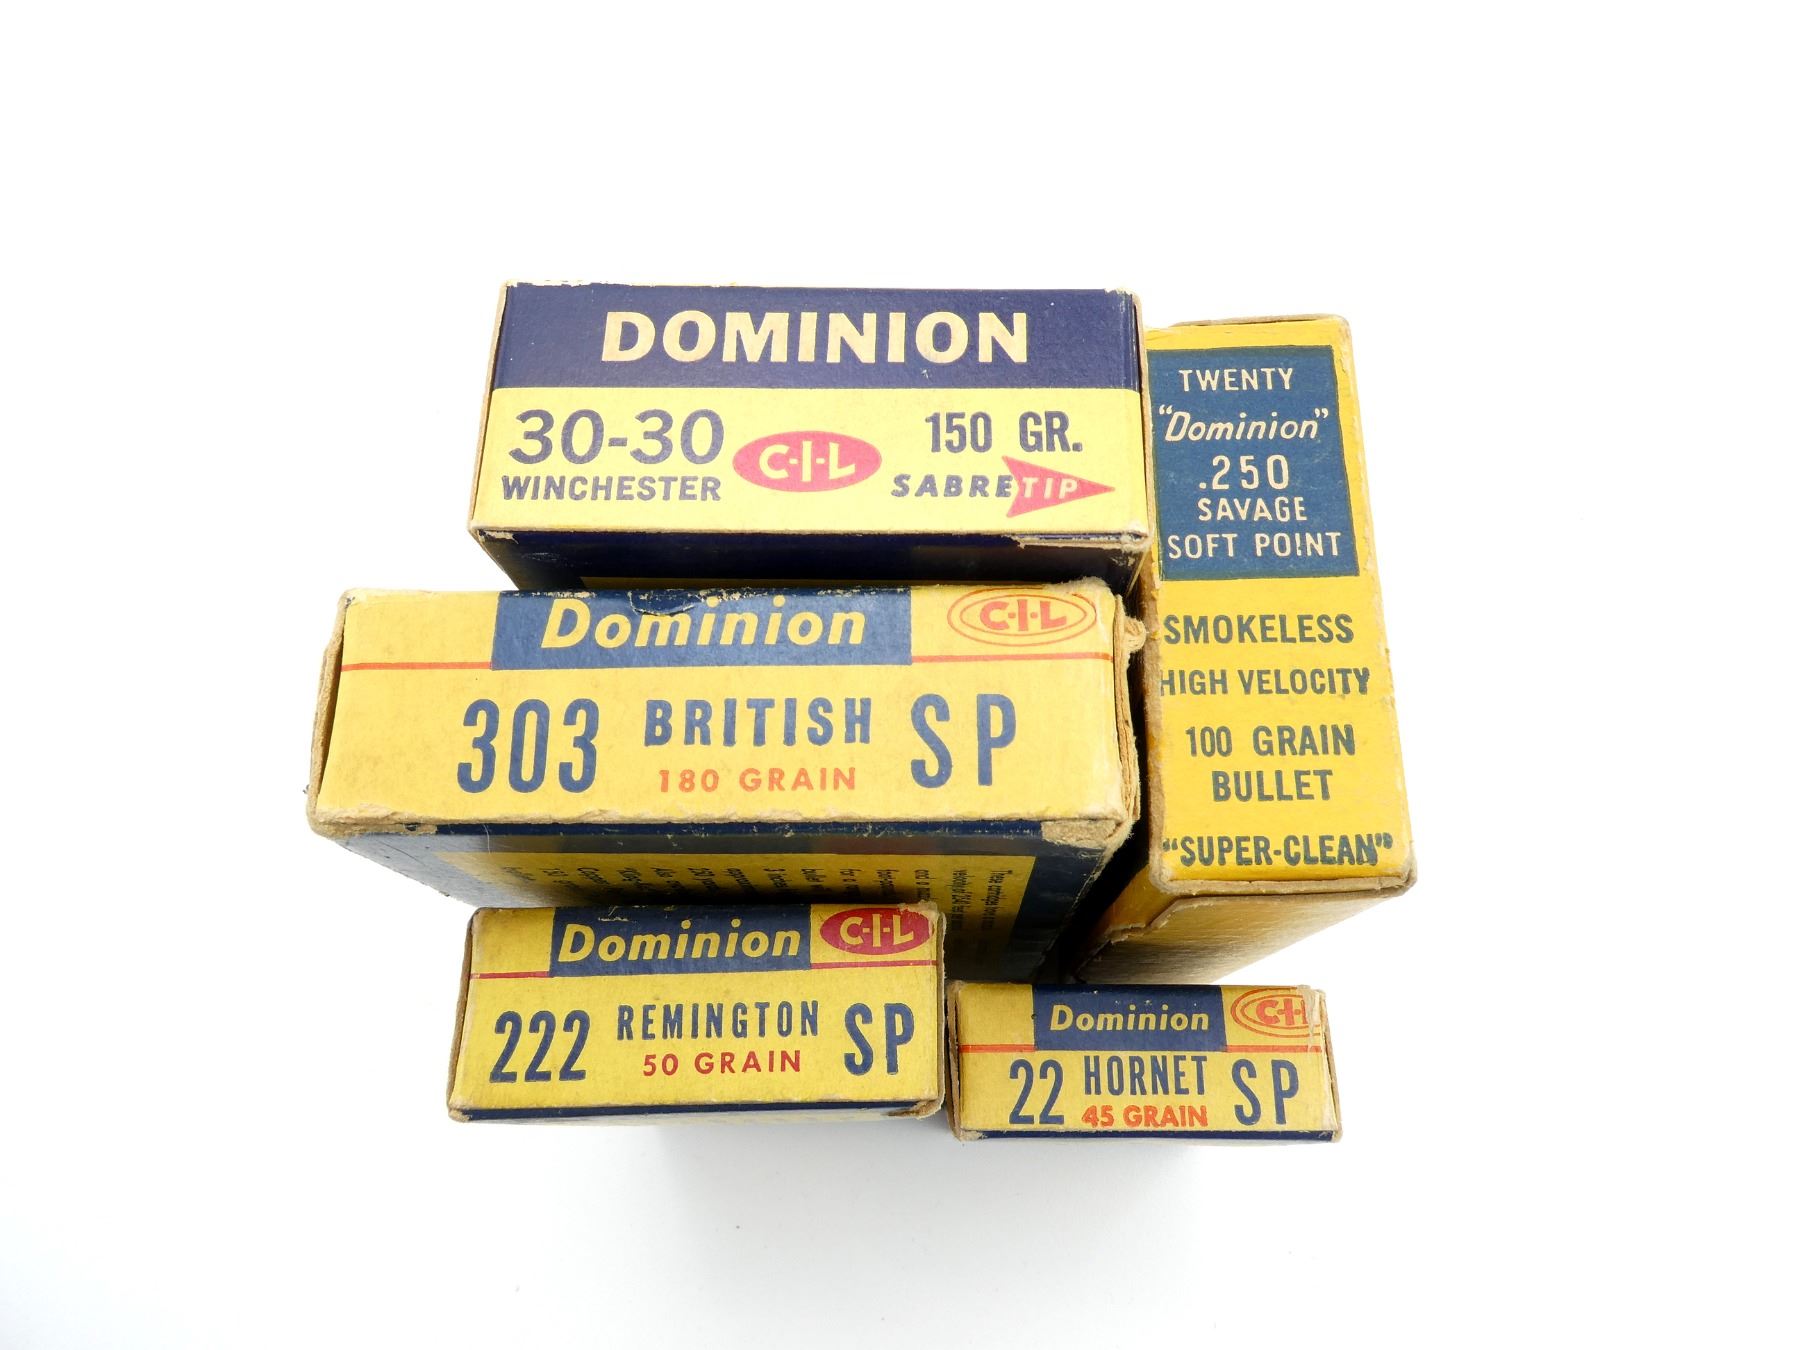 DOMINION
30-30
WINCHESTER
C-I-L
150 GR.
SABRETIP
TWENTY
"Dominion"
.250
SAVAGE
SOFT POINT
SMOKELESS
HIGH VELOCITY
100 GRAIN
BULLET
"SUPER-CLEAN"
Dominion
C-I-L
303 BRITISH SP
180 GRAIN
Dominion
C-I-L
222 REMINGTON SP
50 GRAIN
Dominion
C-I-L
22 HORNET SP
45 GRAIN